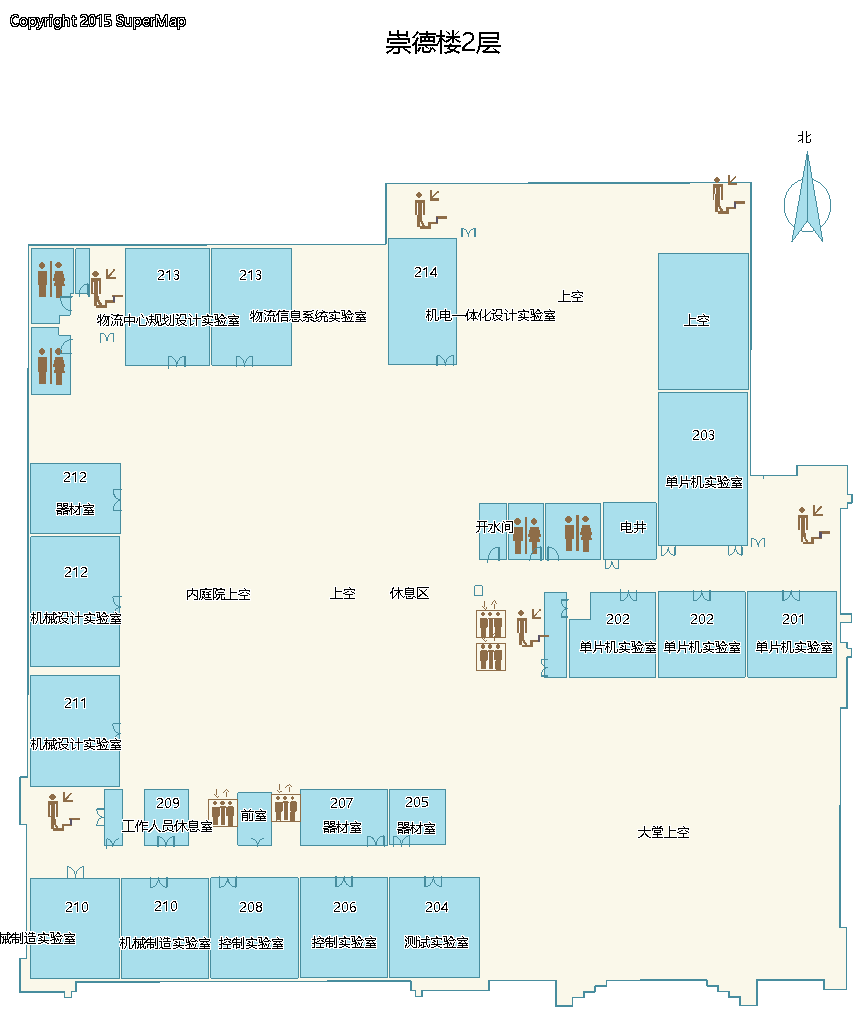 Copyright 2015 SuperMap
崇德楼2层
北
213
物流中心规划设计实验室
213
物流信息系统实验室
214
机电一体化设计实验室
上空
上空
203
单片机实验室
212
器材室
开水间
电井
212
机械设计实验室
内庭院上空
上空
休息区
202
单片机实验室
202
单片机实验室
201
单片机实验室
211
机械设计实验室
209
工作人员休息室
前室
207
器材室
205
器材室
大堂上空
210
械制造实验室
210
机械制造实验室
208
控制实验室
206
控制实验室
204
测试实验室